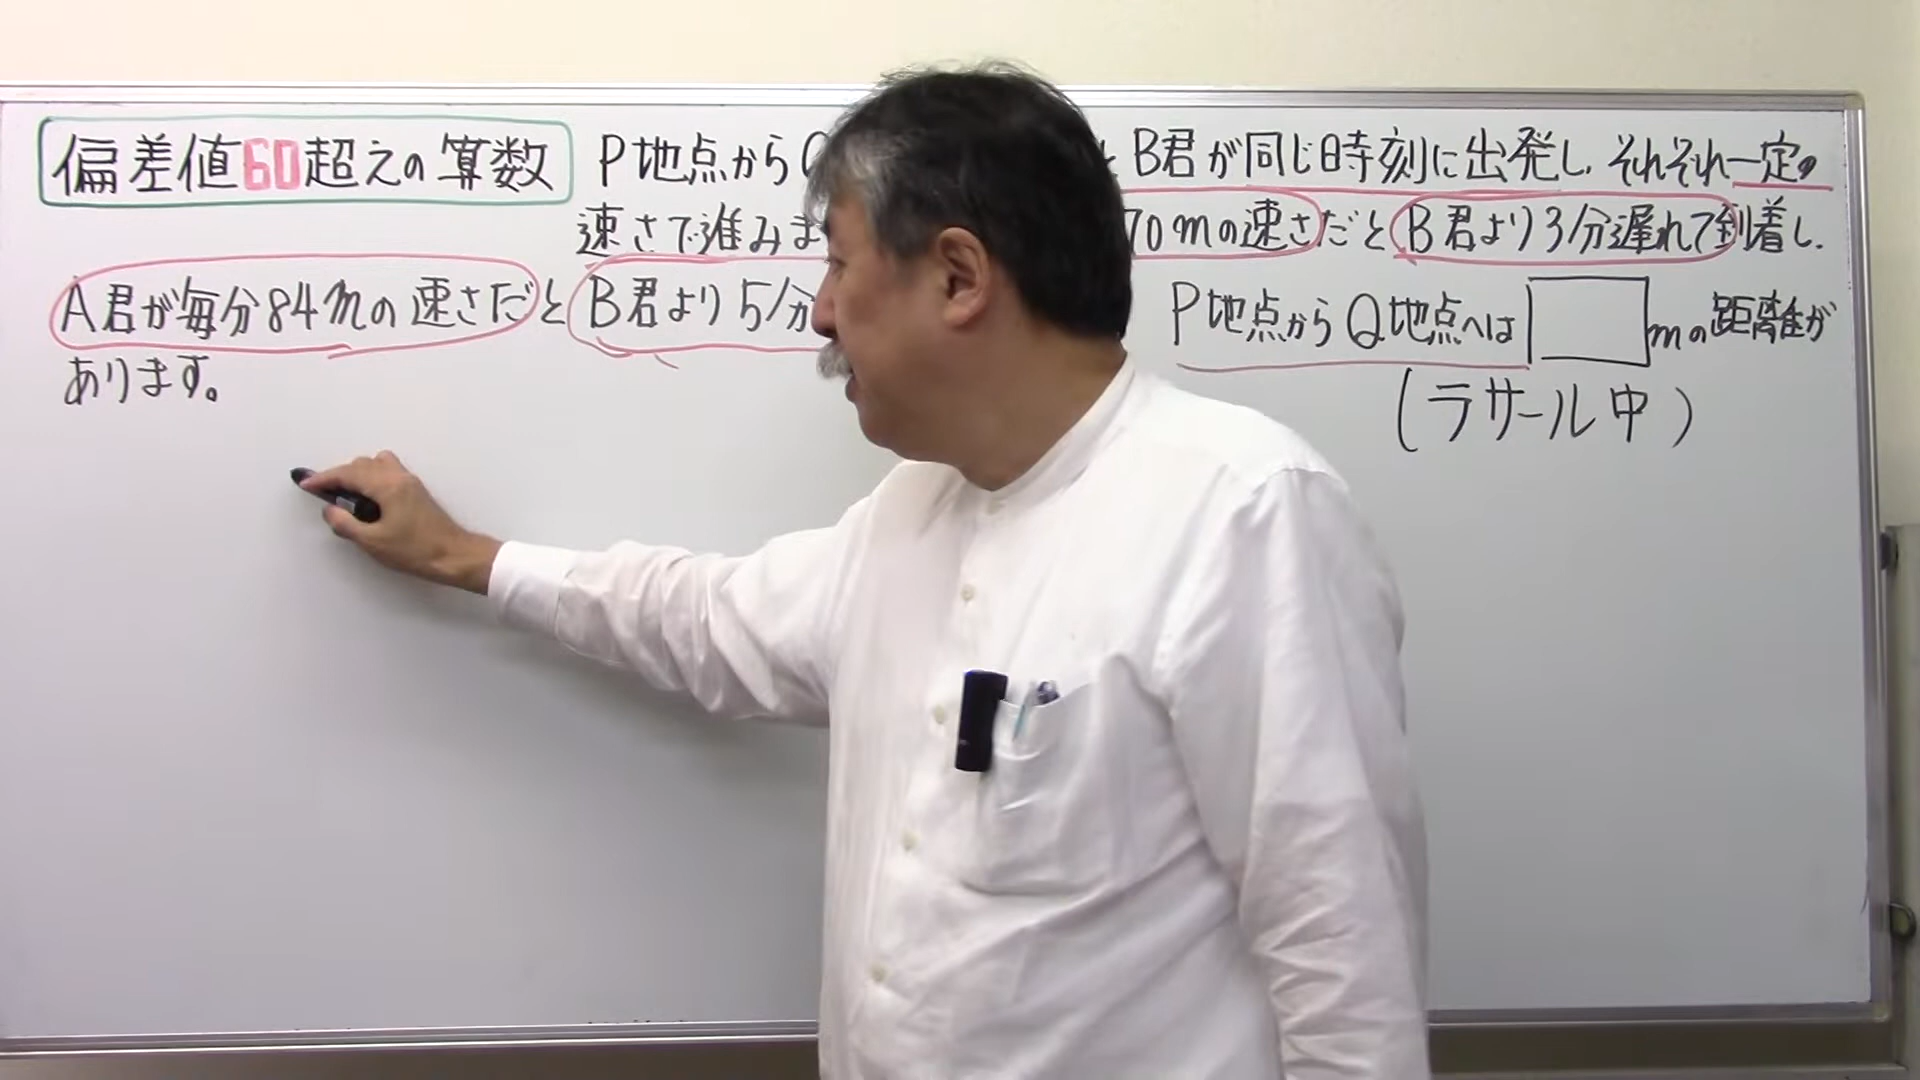 偏差値60超えの算数
P地点から B君が同じ時刻に出発し、それぞれ一定の
速さで進みま 70mの速さだとB君より3分遅れて到着し、
A君が毎分84mの速さだとB君より5分 P地点からQ地点へは□mの距離が
あります。
(ラサール中)